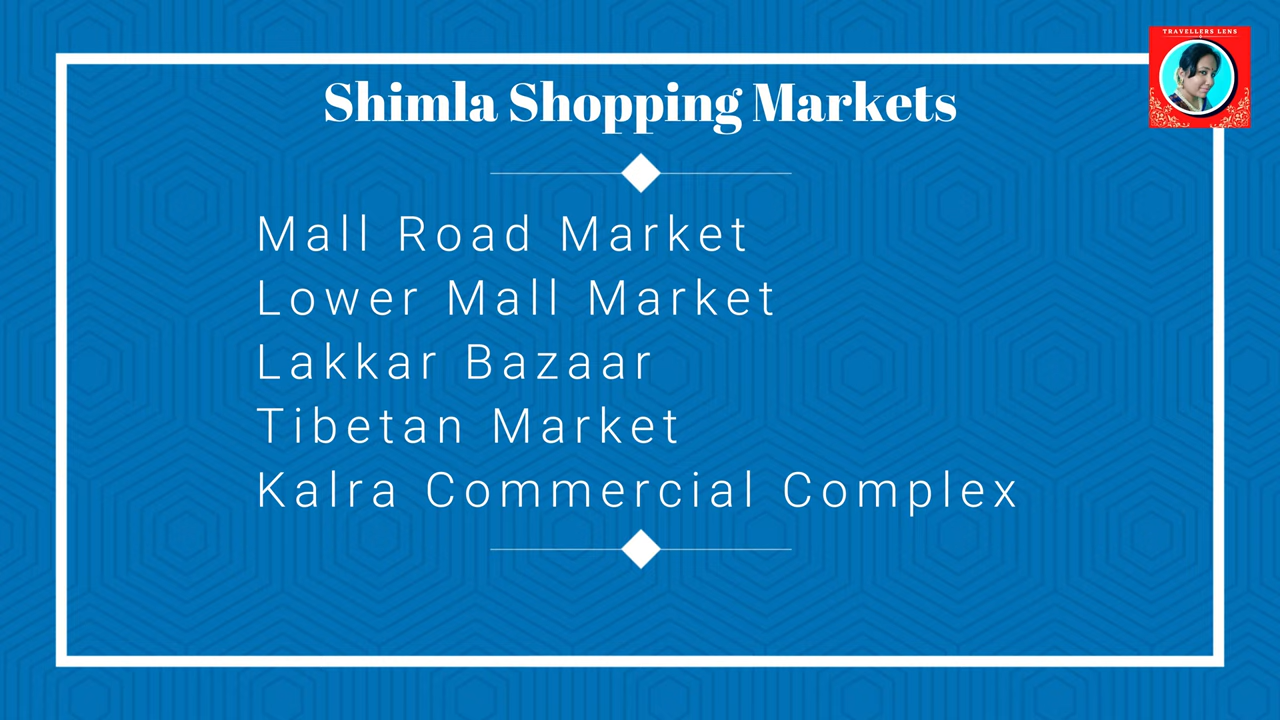 TRAVELLERS LENS
Shimla Shopping Markets
Mall Road Market
Lower Mall Market
Lakkar Bazaar
Tibetan Market
Kalra Commercial Complex